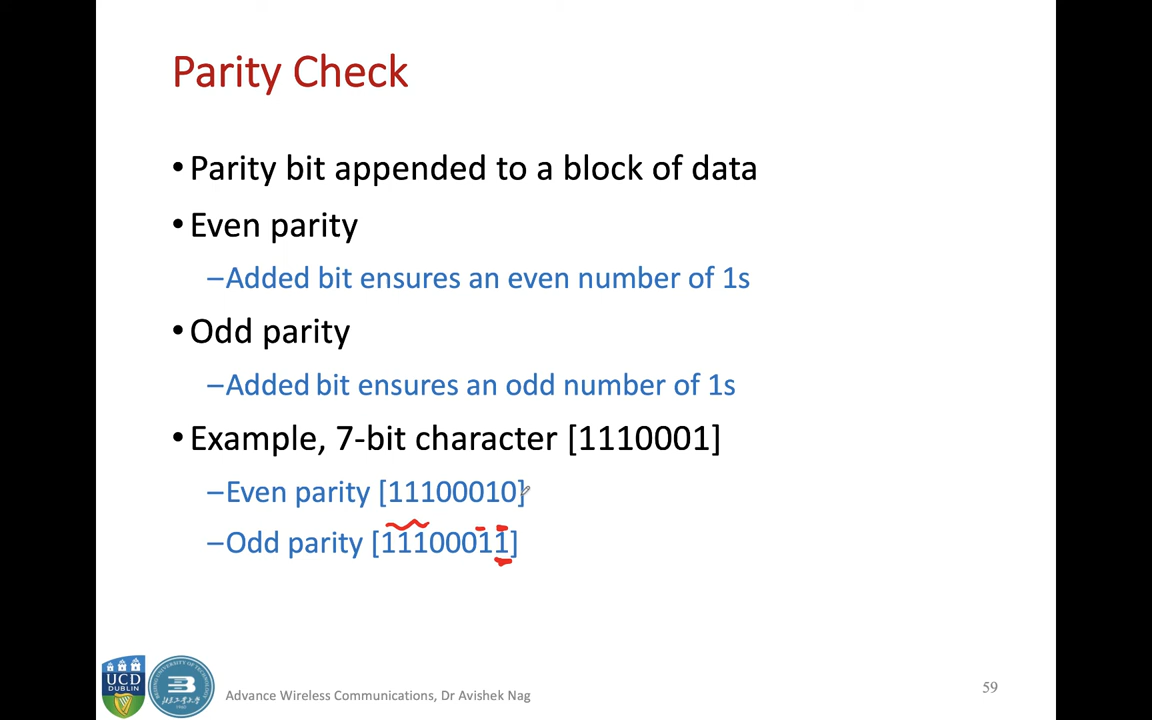 Parity Check
•Parity bit appended to a block of data
•Even parity
–Added bit ensures an even number of 1s
•Odd parity
–Added bit ensures an odd number of 1s
•Example, 7-bit character [1110001]
–Even parity [11100010]
–Odd parity [11100011]
UCD
DUBLIN
Advance Wireless Communications, Dr Avishek Nag
59